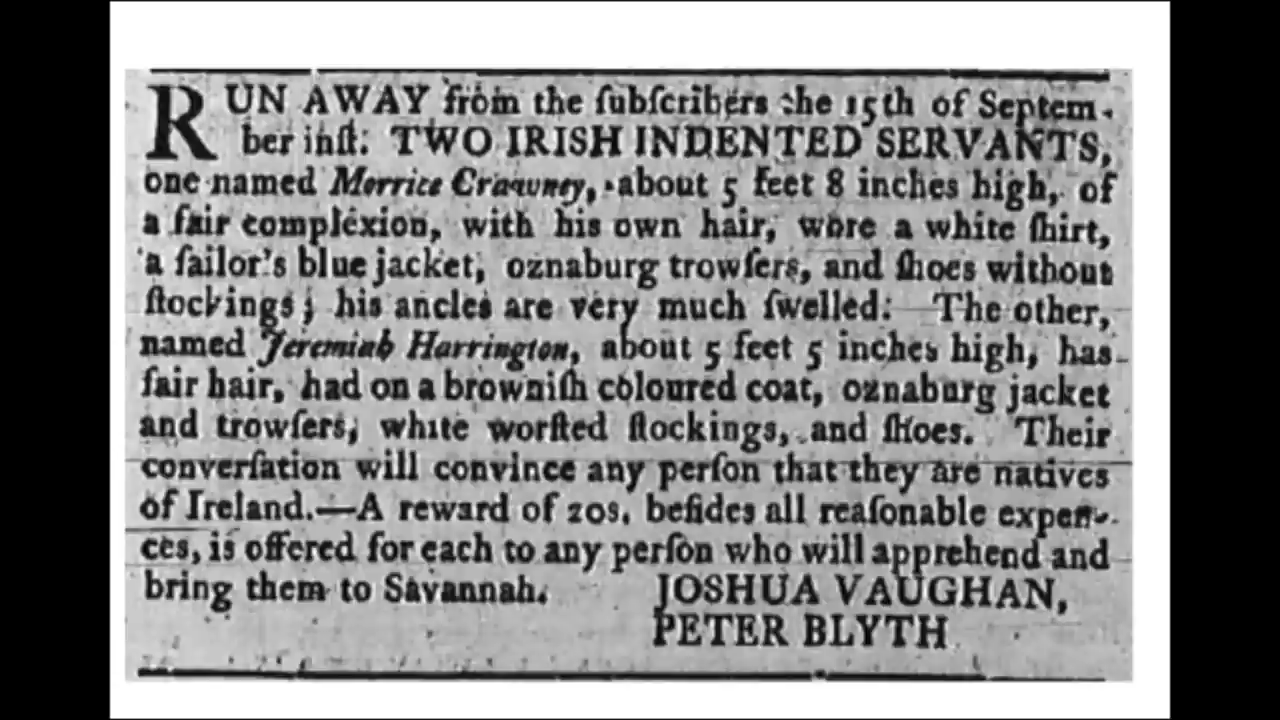 RUN AWAY from the ſubſcribers the 15th of Septem-
ber inſt: TWO IRISH INDENTED SERVANTS,
one named Morrice Crawney, about 5 feet 8 inches high, of
a fair complexion, with his own hair, wore a white ſhirt,
a ſailor's blue jacket, oznaburg trowſers, and ſhoes without
ſtockings; his ancles are very much ſwelled: The other,
named Jeremiah Harrington, about 5 feet 5 inches high, has
fair hair, had on a browniſh coloured coat, oznaburg jacket
and trowſers, white worſted ſtockings, and ſhoes. Their
converſation will convince any perſon that they are natives
of Ireland.—A reward of 20s. beſides all reaſonable expen-
ces, is offered for each to any perſon who will apprehend and
bring them to Savannah. JOSHUA VAUGHAN,
PETER BLYTH